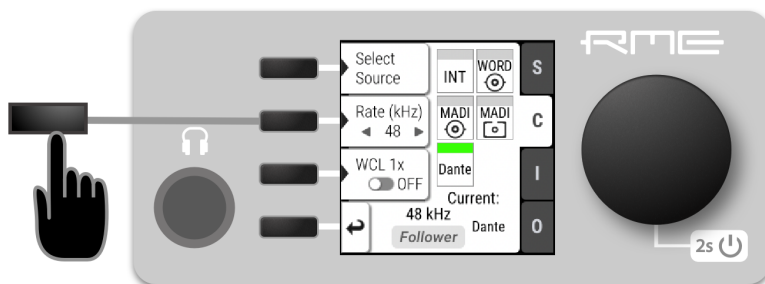 RME
Select
Source
INT
WORD
S
Rate (kHz)
48
MADI
MADI
C
WCL 1x
OFF
Dante
I
Current:
48 kHz
Follower
Dante
O
2s